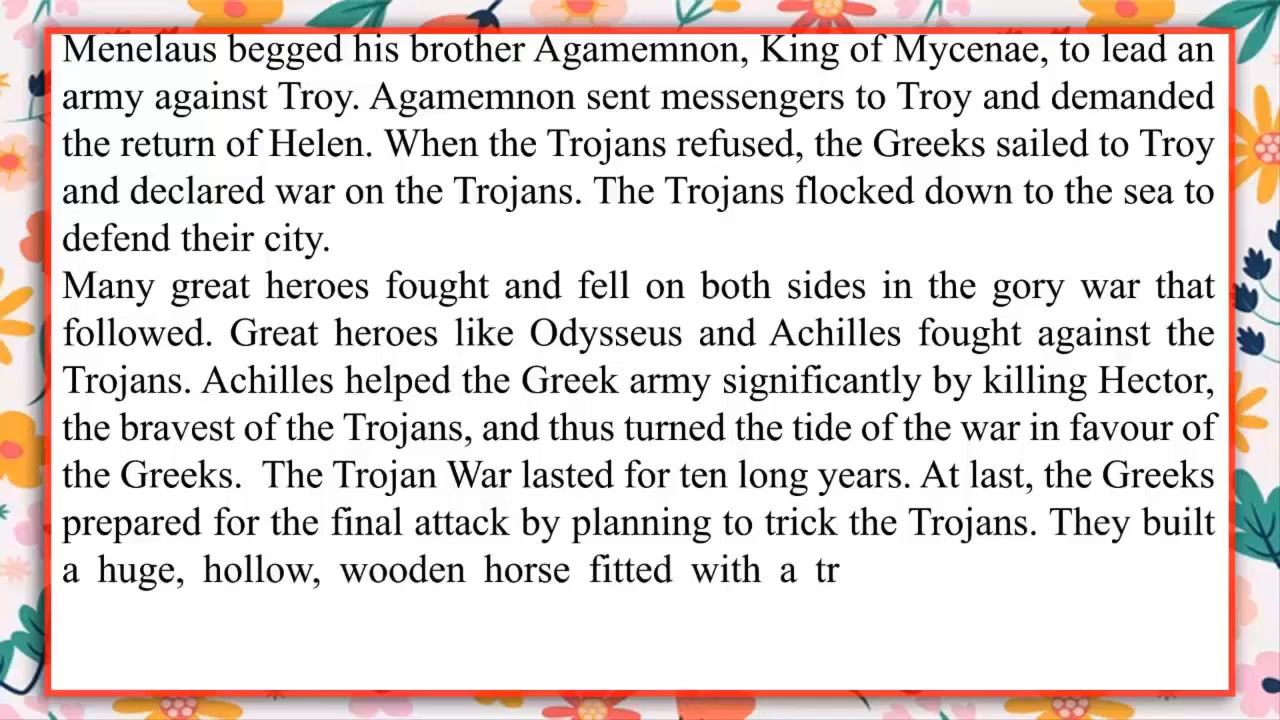 Menelaus begged his brother Agamemnon, King of Mycenae, to lead an
army against Troy. Agamemnon sent messengers to Troy and demanded
the return of Helen. When the Trojans refused, the Greeks sailed to Troy
and declared war on the Trojans. The Trojans flocked down to the sea to
defend their city.
Many great heroes fought and fell on both sides in the gory war that
followed. Great heroes like Odysseus and Achilles fought against the
Trojans. Achilles helped the Greek army significantly by killing Hector,
the bravest of the Trojans, and thus turned the tide of the war in favour of
the Greeks.  The Trojan War lasted for ten long years. At last, the Greeks
prepared for the final attack by planning to trick the Trojans. They built
a huge, hollow, wooden horse fitted with a tr